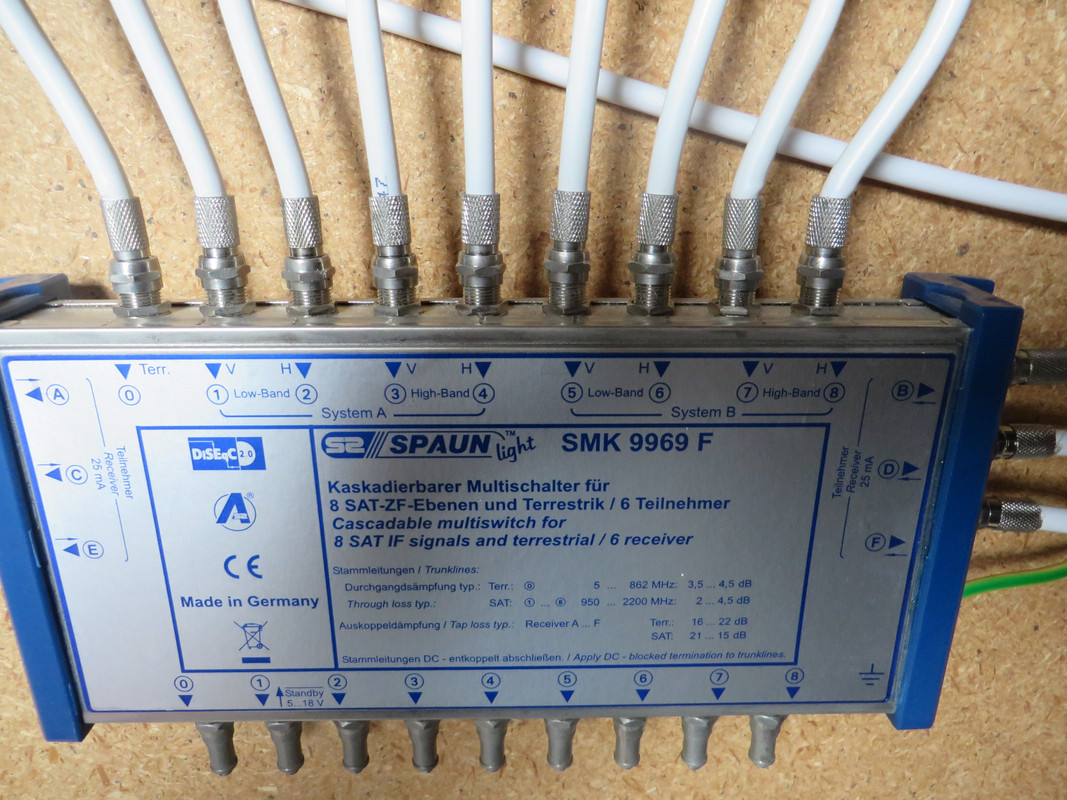 47
Terr. V H V H V H V H
A 0 1 Low-Band 2 3 High-Band 4 5 Low-Band 6 7 High-Band 8 B
System A System B
Teilnehmer
Receiver
25 mA
C
E
DiSEqC 2.0
A ®
CE
Made in Germany
SPAUN light ™ SMK 9969 F
Kaskadierbarer Multischalter für
8 SAT-ZF-Ebenen und Terrestrik / 6 Teilnehmer
Cascadable multiswitch for
8 SAT IF signals and terrestrial / 6 receiver
Stammleitungen / Trunklines:
Durchgangsdämpfung typ.: Terr.: 0 5 ... 862 MHz: 3,5 ... 4,5 dB
Through loss typ.: SAT: 1 ... 8 950 ... 2200 MHz: 2 ... 4,5 dB
Auskoppeldämpfung / Tap loss typ.: Receiver A ... F Terr.: 16 ... 22 dB
SAT: 21 ... 15 dB
Stammleitungen DC - entkoppelt abschließen. / Apply DC - blocked termination to trunklines.
Teilnehmer
Receiver
25 mA
D
F
0 1 2 3 4 5 6 7 8
Standby
5...18 V